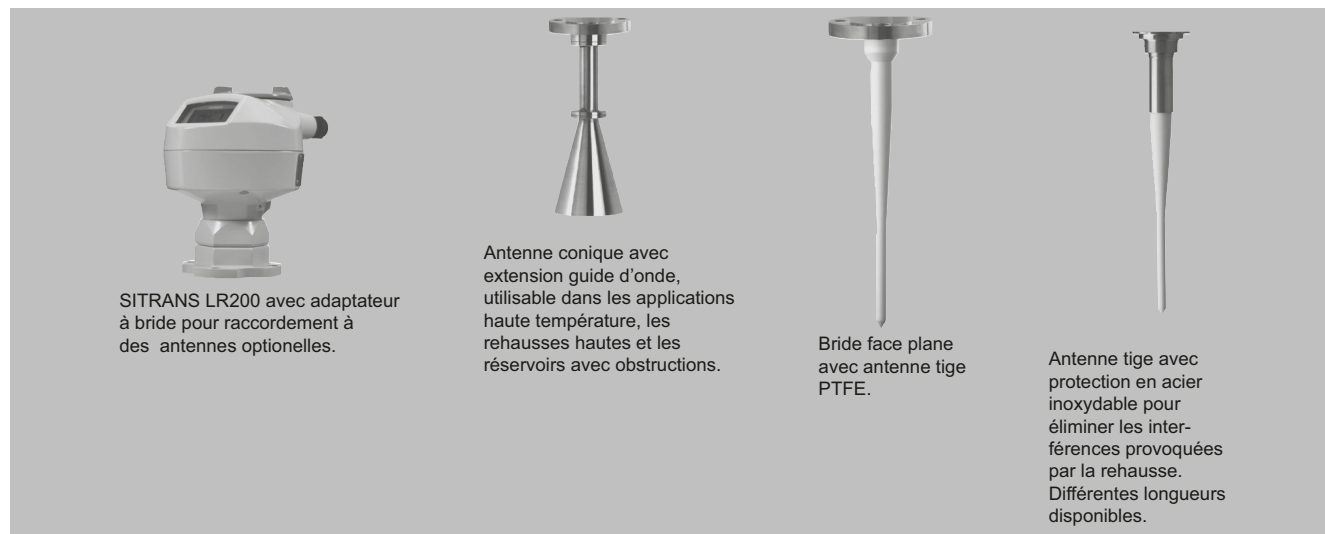 SITRANS LR200 avec adaptateur
à bride pour raccordement à
des antennes optionelles.
Antenne conique avec
extension guide d’onde,
utilisable dans les applications
haute température, les
rehausses hautes et les
réservoirs avec obstructions.
Bride face plane
avec antenne tige
PTFE.
Antenne tige avec
protection en acier
inoxydable pour
éliminer les inter-
férences provoquées
par la rehausse.
Différentes longueurs
disponibles.